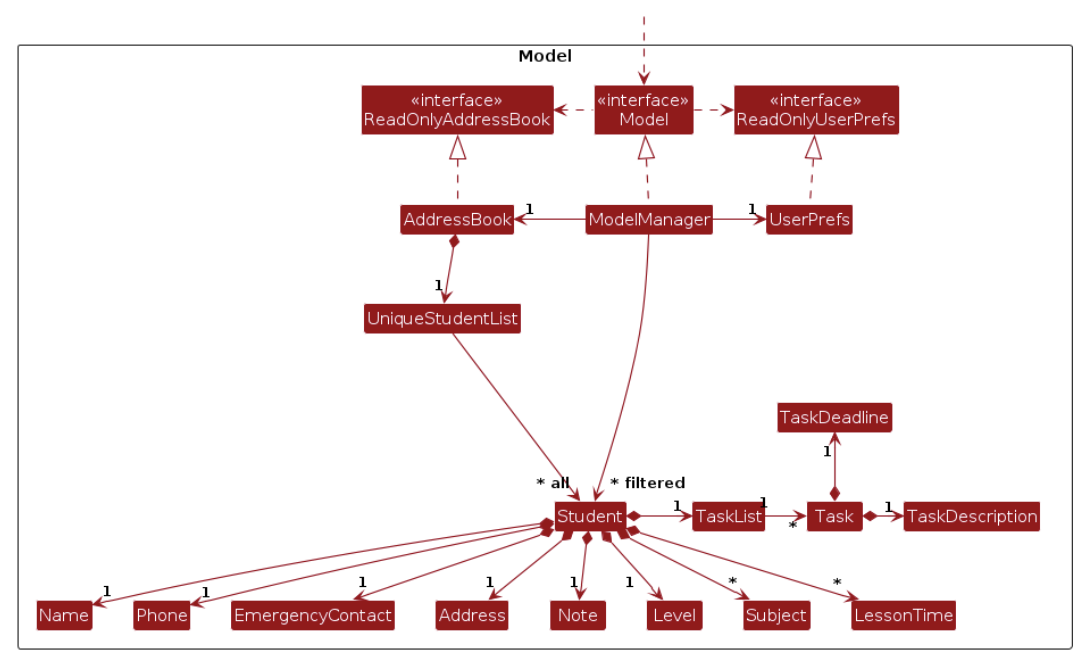 Model
«interface»
ReadOnlyAddressBook
«interface»
Model
«interface»
ReadOnlyUserPrefs
AddressBook
1
ModelManager
1
UserPrefs
1
UniqueStudentList
TaskDeadline
1
* all
* filtered
Student
1
TaskList
1
*
Task
1
TaskDescription
1
1
1
1
1
1
*
*
Name
Phone
EmergencyContact
Address
Note
Level
Subject
LessonTime